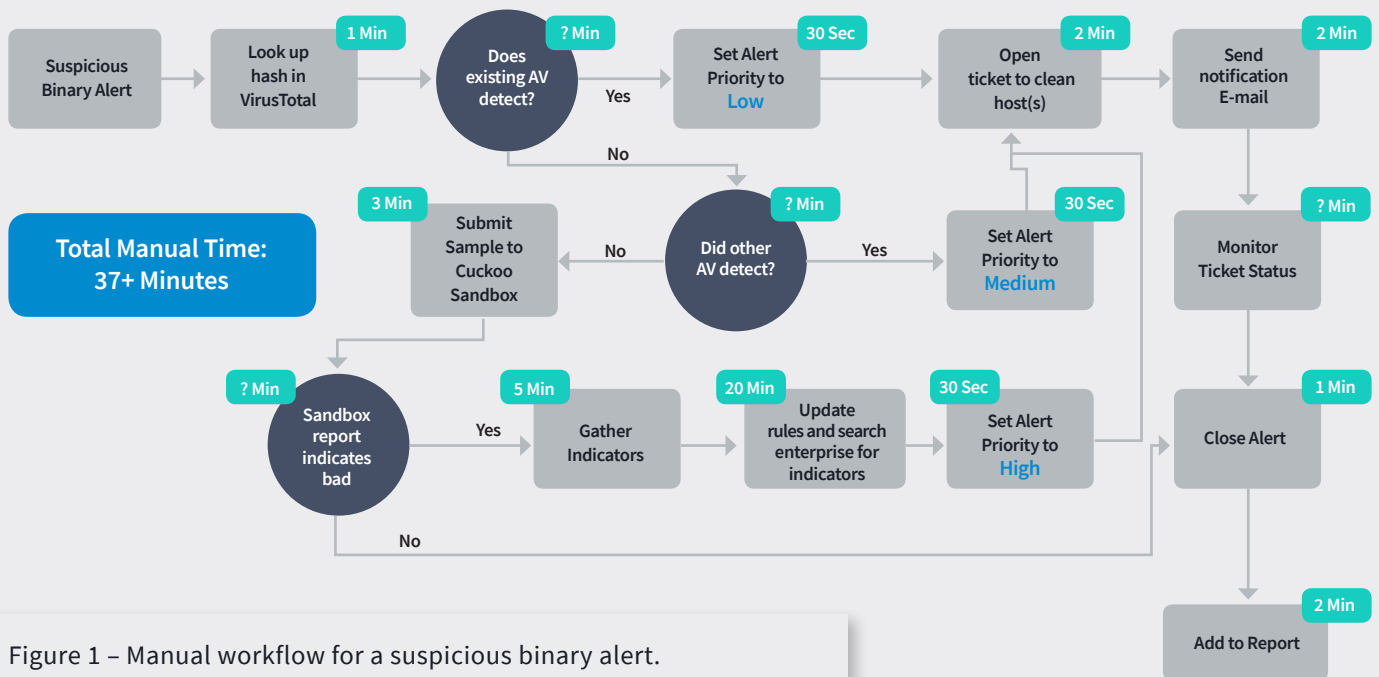 Suspicious
Binary Alert
1 Min
Look up
hash in
VirusTotal
? Min
Does
existing AV
detect?
Yes
No
30 Sec
Set Alert
Priority to
Low
2 Min
Open
ticket to clean
host(s)
2 Min
Send
notification
E-mail
Total Manual Time:
37+ Minutes
3 Min
Submit
Sample to
Cuckoo
Sandbox
No
? Min
Did other
AV detect?
Yes
30 Sec
Set Alert
Priority to
Medium
? Min
Monitor
Ticket Status
? Min
Sandbox
report
indicates
bad
Yes
No
5 Min
Gather
Indicators
20 Min
Update
rules and search
enterprise for
indicators
30 Sec
Set Alert
Priority to
High
1 Min
Close Alert
2 Min
Add to Report
Figure 1 – Manual workflow for a suspicious binary alert.